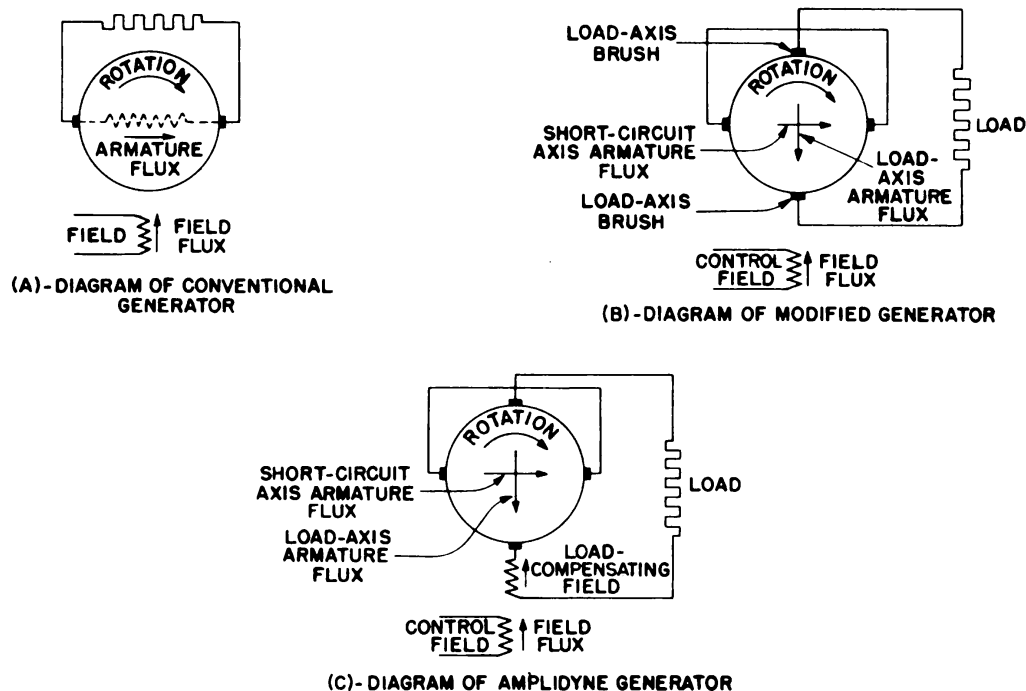 ROTATION
ARMATURE
FLUX
FIELD
FIELD
FLUX
(A)-DIAGRAM OF CONVENTIONAL
GENERATOR
LOAD-AXIS
BRUSH
ROTATION
SHORT-CIRCUIT
AXIS ARMATURE
FLUX
LOAD-
AXIS
ARMATURE
FLUX
LOAD
LOAD-AXIS
BRUSH
CONTROL
FIELD
FIELD
FLUX
(B)-DIAGRAM OF MODIFIED GENERATOR
ROTATION
SHORT-CIRCUIT
AXIS ARMATURE
FLUX
LOAD-AXIS
ARMATURE
FLUX
LOAD
LOAD-
COMPENSATING
FIELD
CONTROL
FIELD
FIELD
FLUX
(C)-DIAGRAM OF AMPLIDYNE GENERATOR